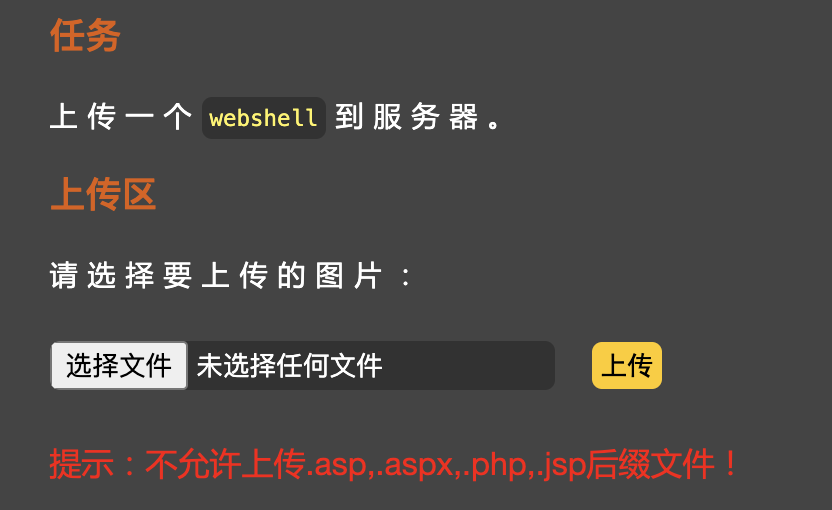 任务
上传一个 webshell 到服务器。
上传区
请选择要上传的图片：
选择文件 未选择任何文件 上传
提示：不允许上传.asp,.aspx,.php,.jsp后缀文件！